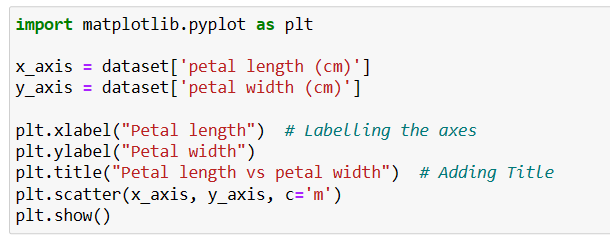 import matplotlib.pyplot as plt
x_axis = dataset['petal length (cm)']
y_axis = dataset['petal width (cm)']
plt.xlabel("Petal length")  # Labelling the axes
plt.ylabel("Petal width")
plt.title("Petal length vs petal width")  # Adding Title
plt.scatter(x_axis, y_axis, c='m')
plt.show()